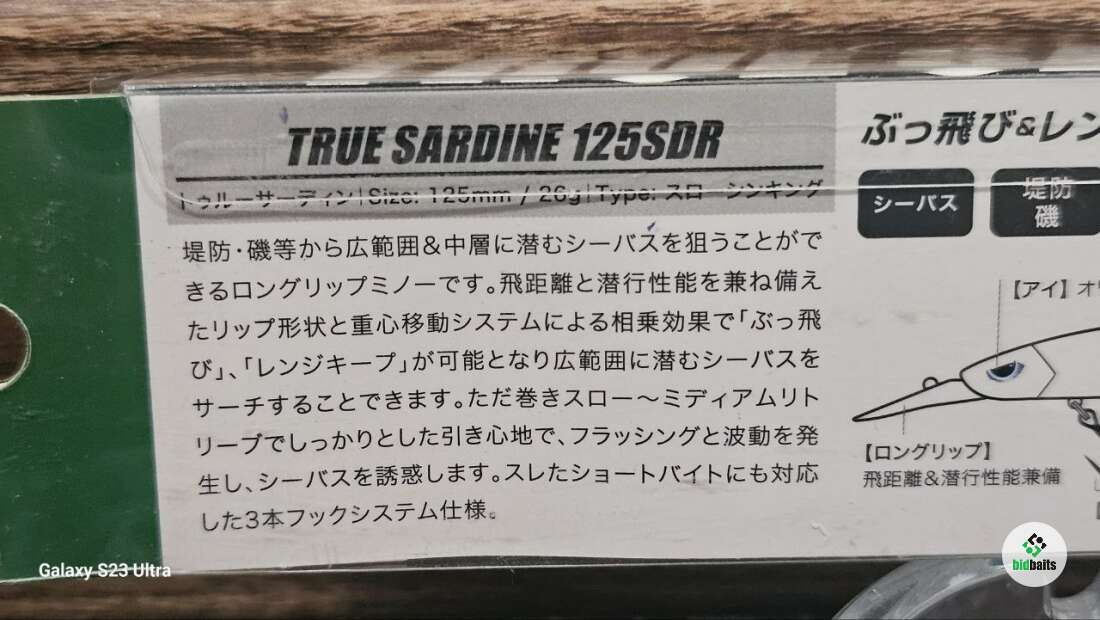 TRUE SARDINE 125SDR
トゥルーサーディン|Size: 125mm / 26g|Type: スローシンキング
堤防・磯等から広範囲&中層に潜むシーバスを狙うことがで
きるロングリップミノーです。飛距離と潜行性能を兼ね備え
たリップ形状と重心移動システムによる相乗効果で「ぶっ飛
び」、「レンジキープ」が可能となり広範囲に潜むシーバスを
サーチすることできます。ただ巻きスロー〜ミディアムリト
リーブでしっかりとした引き心地で、フラッシングと波動を発
生し、シーバスを誘惑します。スレたショートバイトにも対応
した3本フックシステム仕様。
ぶっ飛び&レン
シーバス
堤防
磯
【アイ】オ
【ロングリップ】
飛距離&潜行性能兼備
Galaxy S23 Ultra
bidbaits